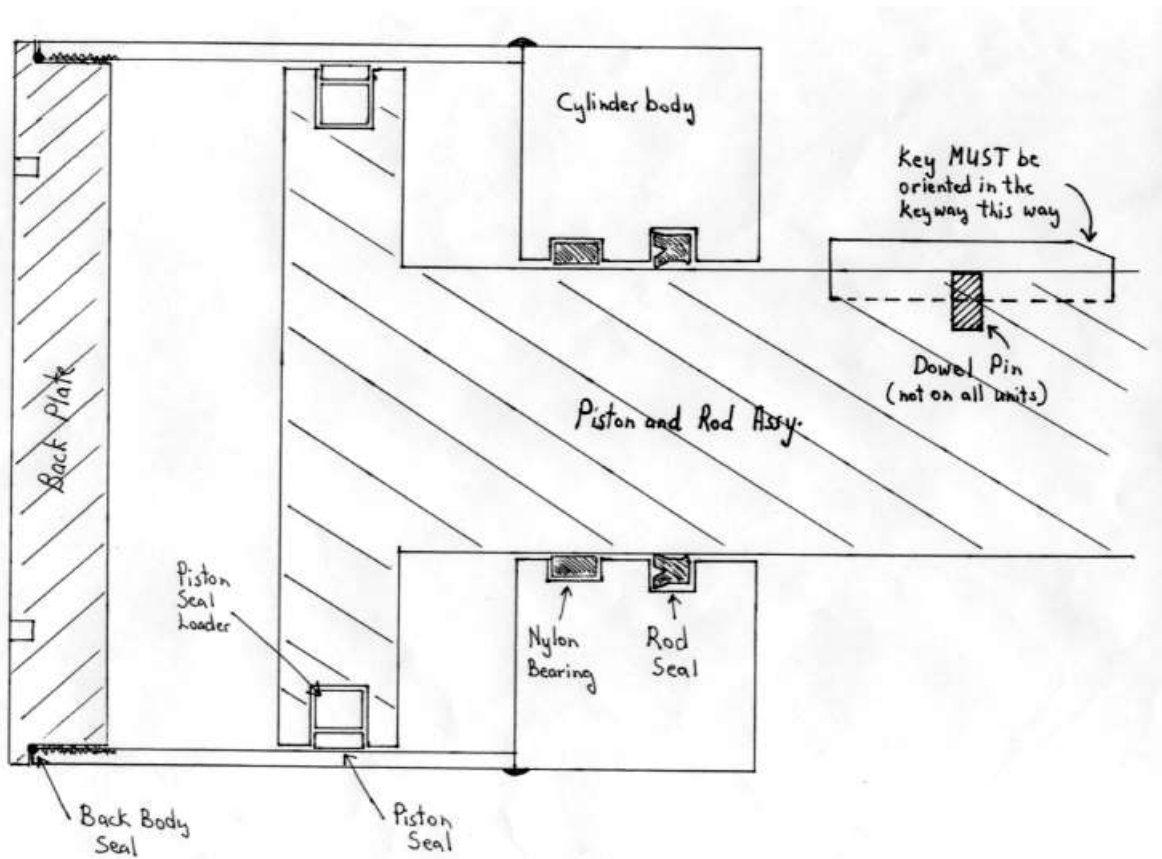 Cylinder body
Key MUST be
oriented in the
keyway this way
Back Plate
Dowel Pin
(not on all units)
Piston and Rod Assy.
Piston
Seal
Loader
Nylon
Bearing
Rod
Seal
Back Body
Seal
Piston
Seal